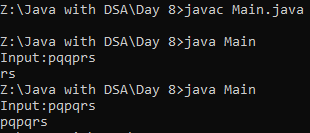 Z:\Java with DSA\Day 8>javac Main.java
Z:\Java with DSA\Day 8>java Main
Input:pqqprs
rs
Z:\Java with DSA\Day 8>java Main
Input:pqpqrs
pqpqrs